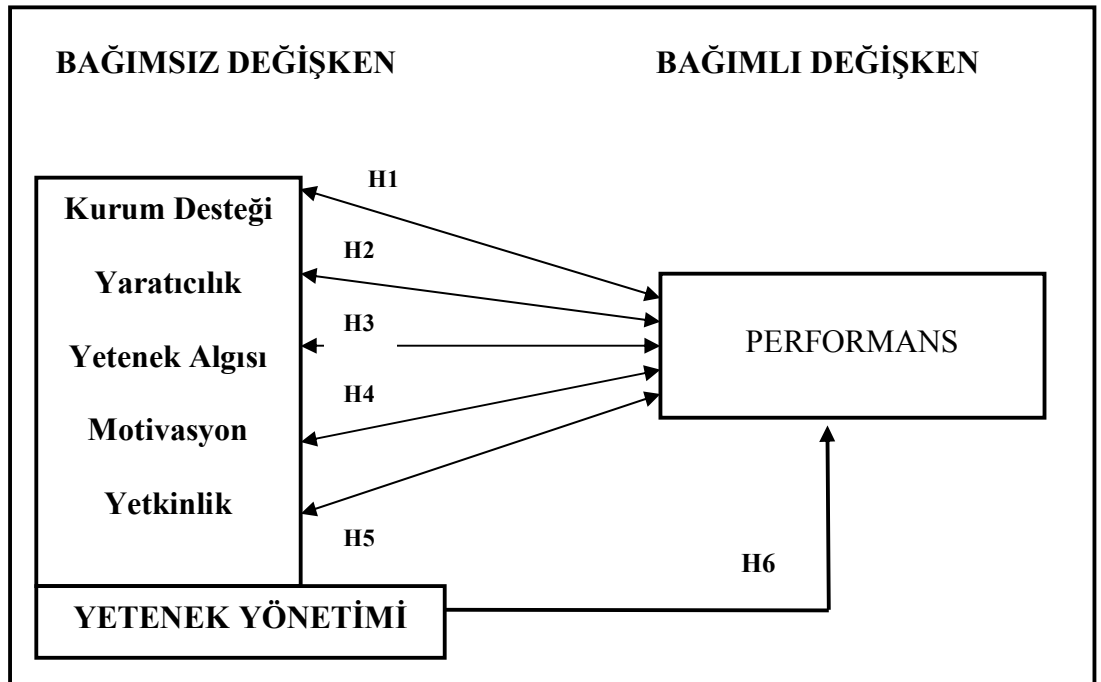 BAĞIMSIZ DEĞİŞKEN
BAĞIMLI DEĞİŞKEN
H1
Kurum Desteği
H2
Yaratıcılık
H3
Yetenek Algısı
PERFORMANS
H4
Motivasyon
Yetkinlik
H5
H6
YETENEK YÖNETİMİ